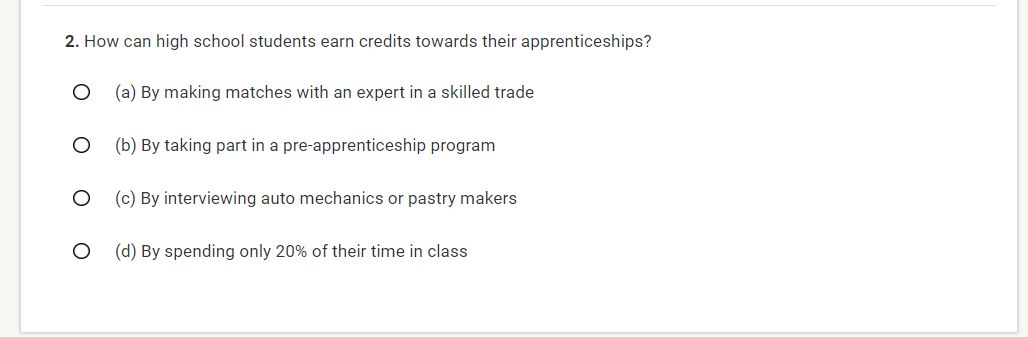 2. How can high school students earn credits towards their apprenticeships?
(a) By making matches with an expert in a skilled trade
(b) By taking part in a pre-apprenticeship program
(c) By interviewing auto mechanics or pastry makers
(d) By spending only 20% of their time in class